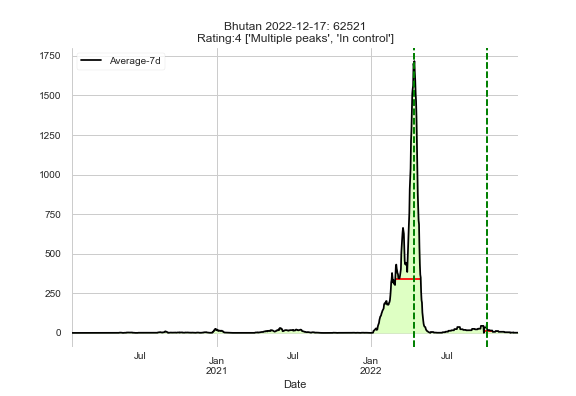 Bhutan 2022-12-17: 62521
Rating:4 ['Multiple peaks', 'In control']
Average-7d
1750
1500
1250
1000
750
500
250
0
Jul
Jan
2021
Jul
Jan
2022
Jul
Date